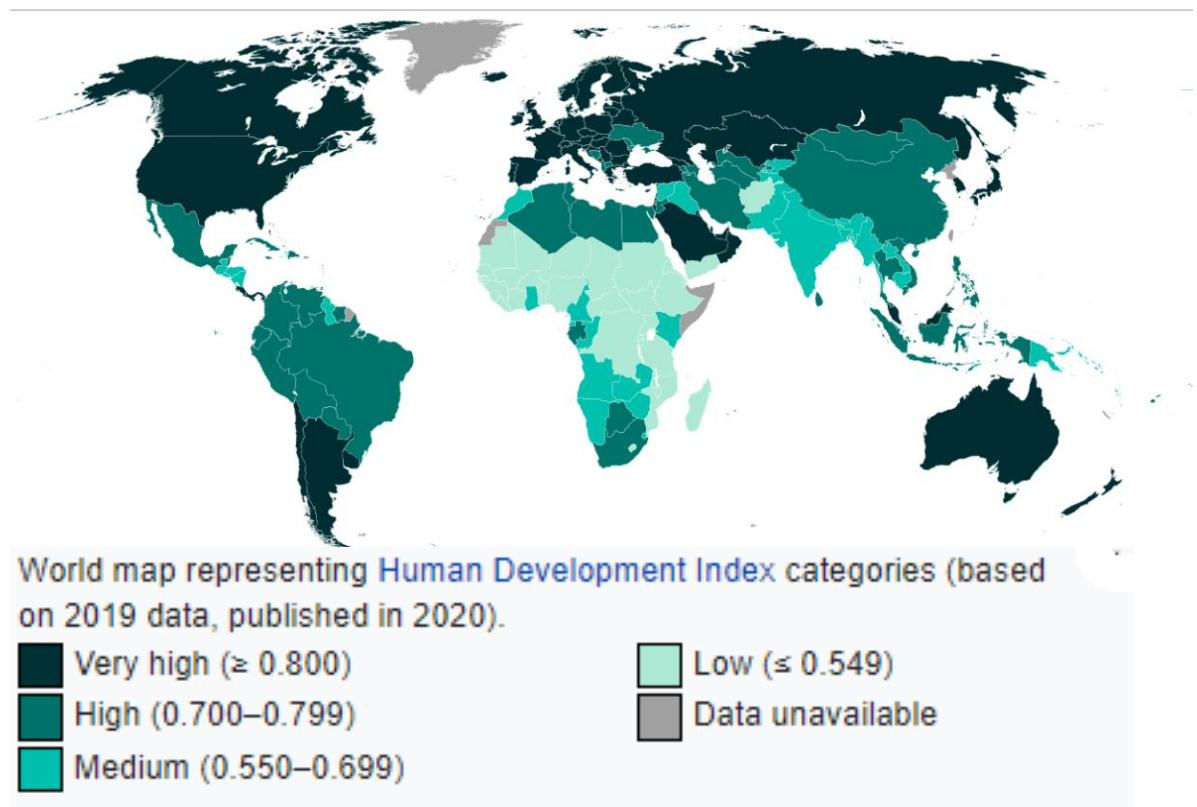 World map representing Human Development Index categories (based
on 2019 data, published in 2020).
Very high (≥ 0.800)
High (0.700–0.799)
Medium (0.550–0.699)
Low (≤ 0.549)
Data unavailable